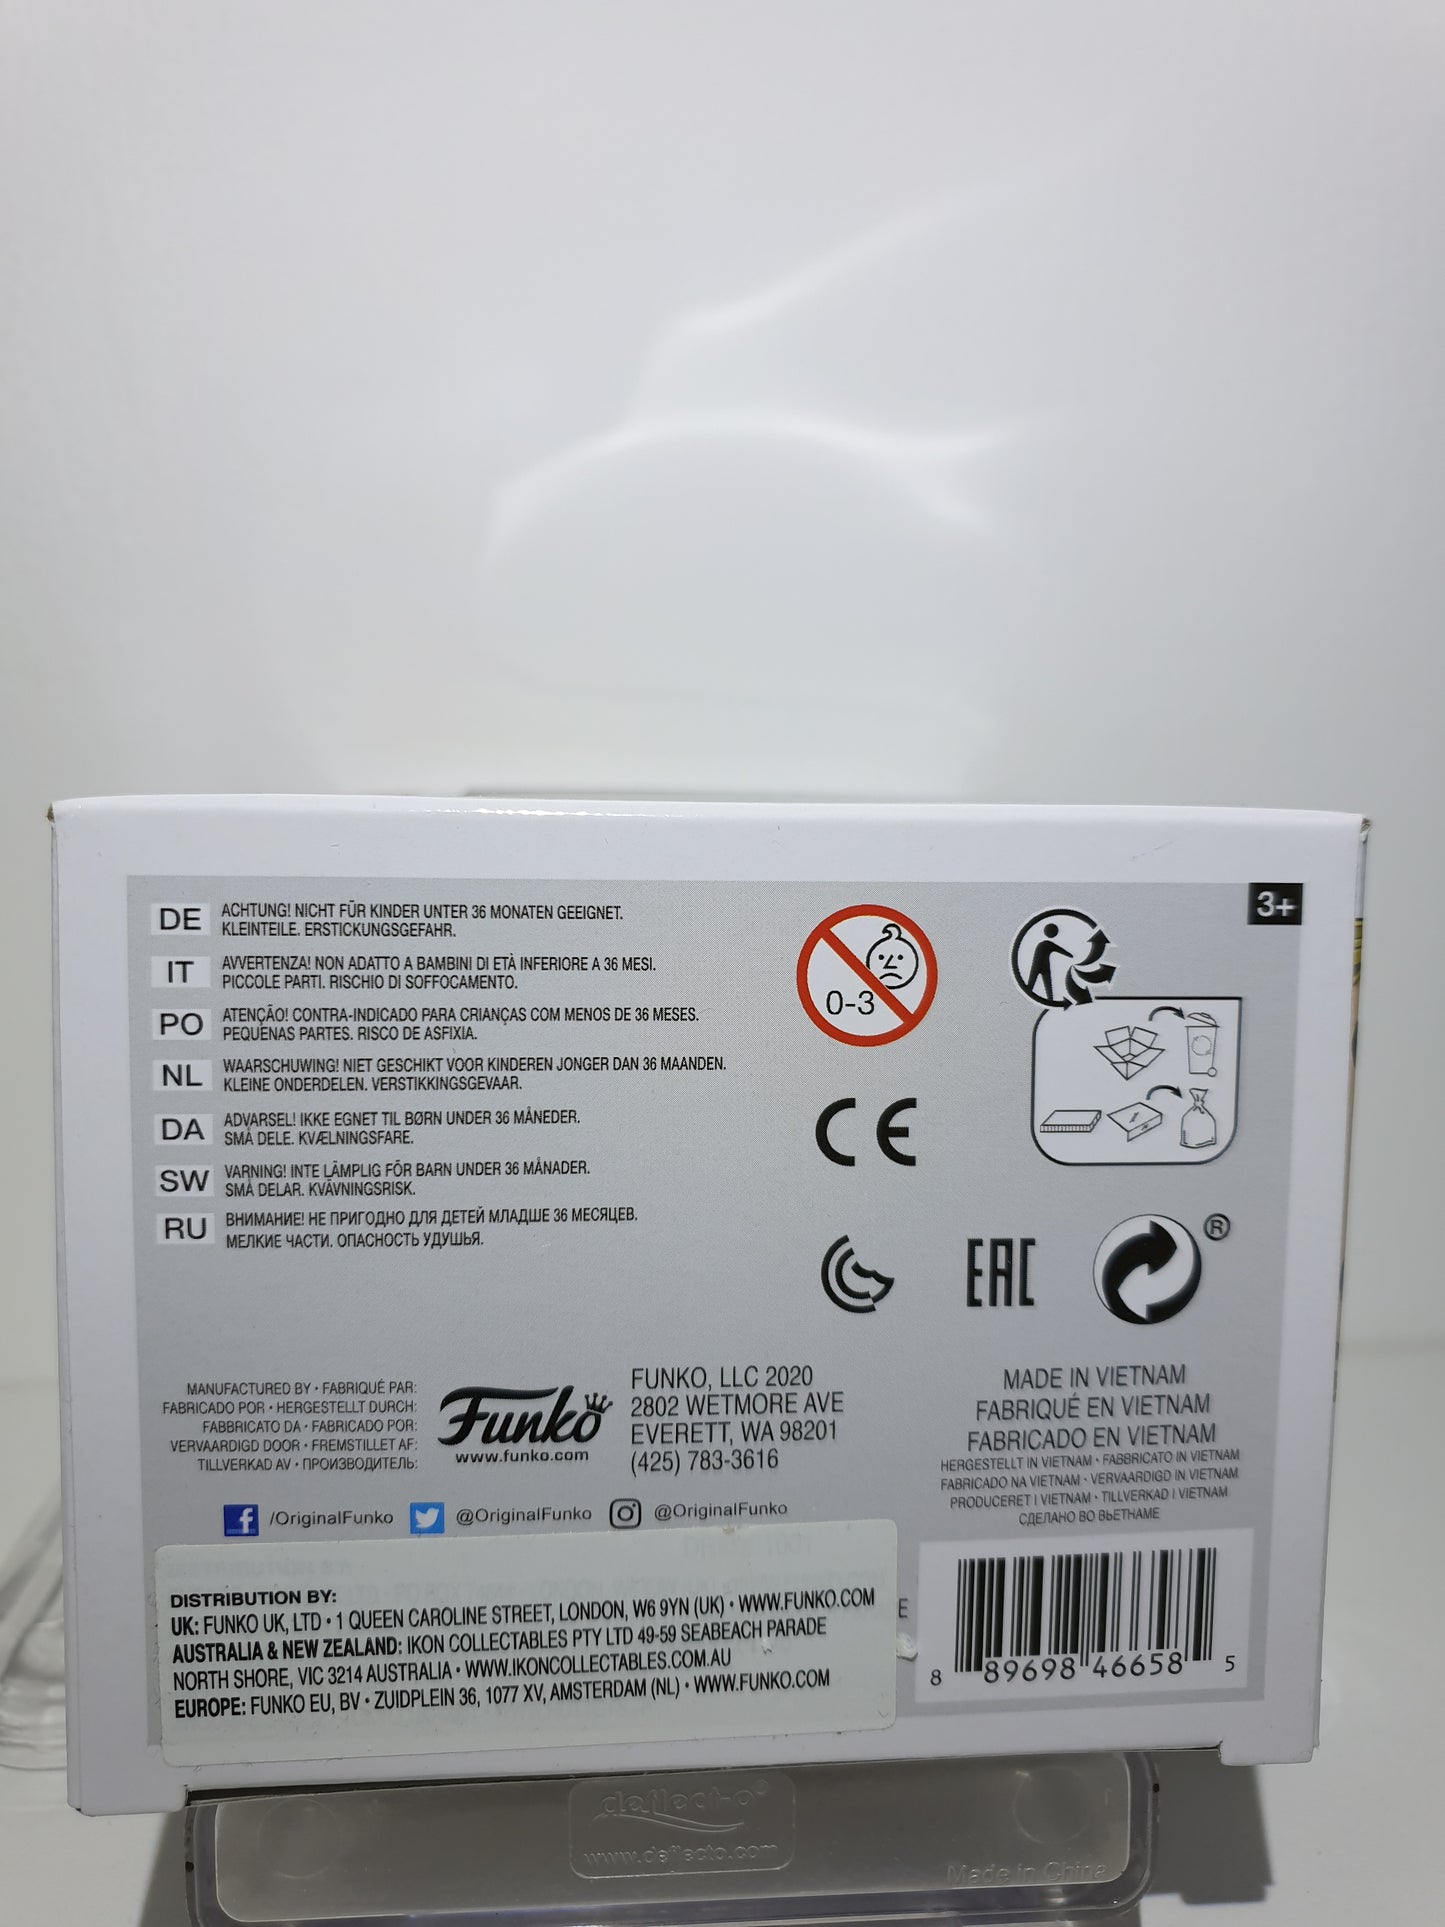 3+
DE ACHTUNG! NICHT FÜR KINDER UNTER 36 MONATEN GEEIGNET.
KLEINTEILE. ERSTICKUNGSGEFAHR.
IT AVVERTENZA! NON ADATTO A BAMBINI DI ETÀ INFERIORE A 36 MESI.
PICCOLE PARTI. RISCHIO DI SOFFOCAMENTO.
PO ATENÇÃO! CONTRA-INDICADO PARA CRIANÇAS COM MENOS DE 36 MESES.
PEQUENAS PARTES. RISCO DE ASFIXIA.
NL WAARSCHUWING! NIET GESCHIKT VOOR KINDEREN JONGER DAN 36 MAANDEN.
KLEINE ONDERDELEN. VERSTIKKINGSGEVAAR.
DA ADVARSEL! IKKE EGNET TIL BØRN UNDER 36 MÅNEDER.
SMÅ DELE. KVÆLNINGSFARE.
SW VARNING! INTE LÄMPLIG FÖR BARN UNDER 36 MÅNADER.
SMÅ DELAR. KVÄVNINGSRISK.
RU ВНИМАНИЕ! НЕ ПРИГОДНО ДЛЯ ДЕТЕЙ МЛАДШЕ 36 МЕСЯЦЕВ.
МЕЛКИЕ ЧАСТИ. ОПАСНОСТЬ УДУШЬЯ.
0-3
CE
EAC
®
MANUFACTURED BY • FABRIQUÉ PAR:
FABRICADO POR • HERGESTELLT DURCH:
FABBRICATO DA • FABRICADO POR:
VERVAARDIGD DOOR • FREMSTILLET AF:
TILLVERKAD AV • ПРОИЗВОДИТЕЛЬ:
Funko
www.funko.com
FUNKO, LLC 2020
2802 WETMORE AVE
EVERETT, WA 98201
(425) 783-3616
MADE IN VIETNAM
FABRIQUÉ EN VIETNAM
FABRICADO EN VIETNAM
HERGESTELLT IN VIETNAM • FABBRICATO IN VIETNAM
FABRICADO NA VIETNAM • VERVAARDIGD IN VIETNAM
PRODUCERET I VIETNAM • TILLVERKAD I VIETNAM
СДЕЛАНО ВО ВЬЕТНАМЕ
/OriginalFunko @OriginalFunko @OriginalFunko
DISTRIBUTION BY:
UK: FUNKO UK, LTD • 1 QUEEN CAROLINE STREET, LONDON, W6 9YN (UK) • WWW.FUNKO.COM
AUSTRALIA & NEW ZEALAND: IKON COLLECTABLES PTY LTD 49-59 SEABEACH PARADE
NORTH SHORE, VIC 3214 AUSTRALIA • WWW.IKONCOLLECTABLES.COM.AU
EUROPE: FUNKO EU, BV • ZUIDPLEIN 36, 1077 XV, AMSTERDAM (NL) • WWW.FUNKO.COM
8 89698 46658 5
deflect-o®
www.deflecto.com
Made in China